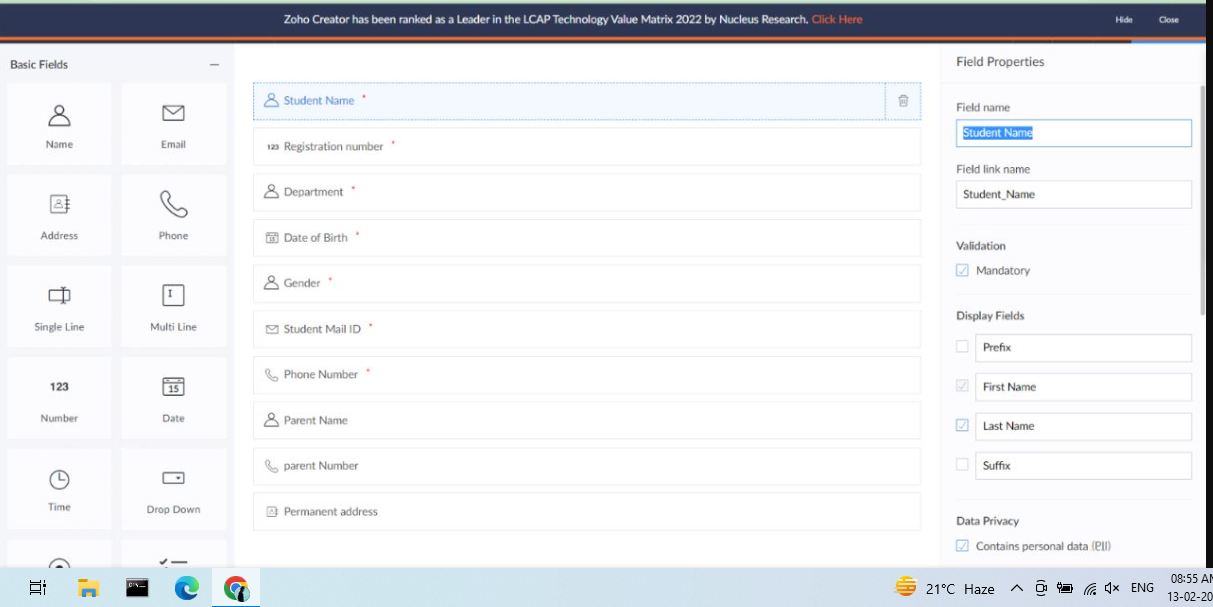 Zoho Creator has been ranked as a Leader in the LCAP Technology Value Matrix 2022 by Nucleus Research. Click Here
Hide
Close
Basic Fields
Name
Email
Address
Phone
Single Line
Multi Line
123
Number
15
Date
Time
Drop Down
Student Name *
123 Registration number *
Department *
Date of Birth *
Gender *
Student Mail ID *
Phone Number *
Parent Name
parent Number
Permanent address
Field Properties
Field name
Student Name
Field link name
Student_Name
Validation
Mandatory
Display Fields
Prefix
First Name
Last Name
Suffix
Data Privacy
Contains personal data (PII)
21°C Haze
ENG
08:55 AM
13-02-20